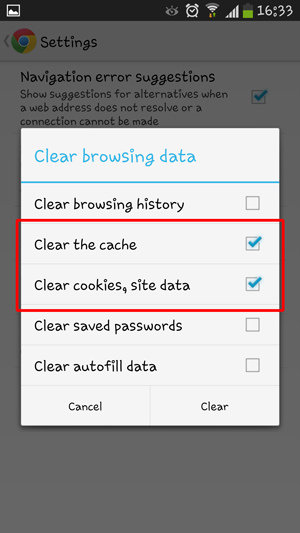 16:33
Settings
Navigation error suggestions
Show suggestions for alternatives when
a web address does not resolve or a
connection cannot be made
Clear browsing data
Clear browsing history
Clear the cache
Clear cookies, site data
Clear saved passwords
Clear autofill data
Cancel
Clear